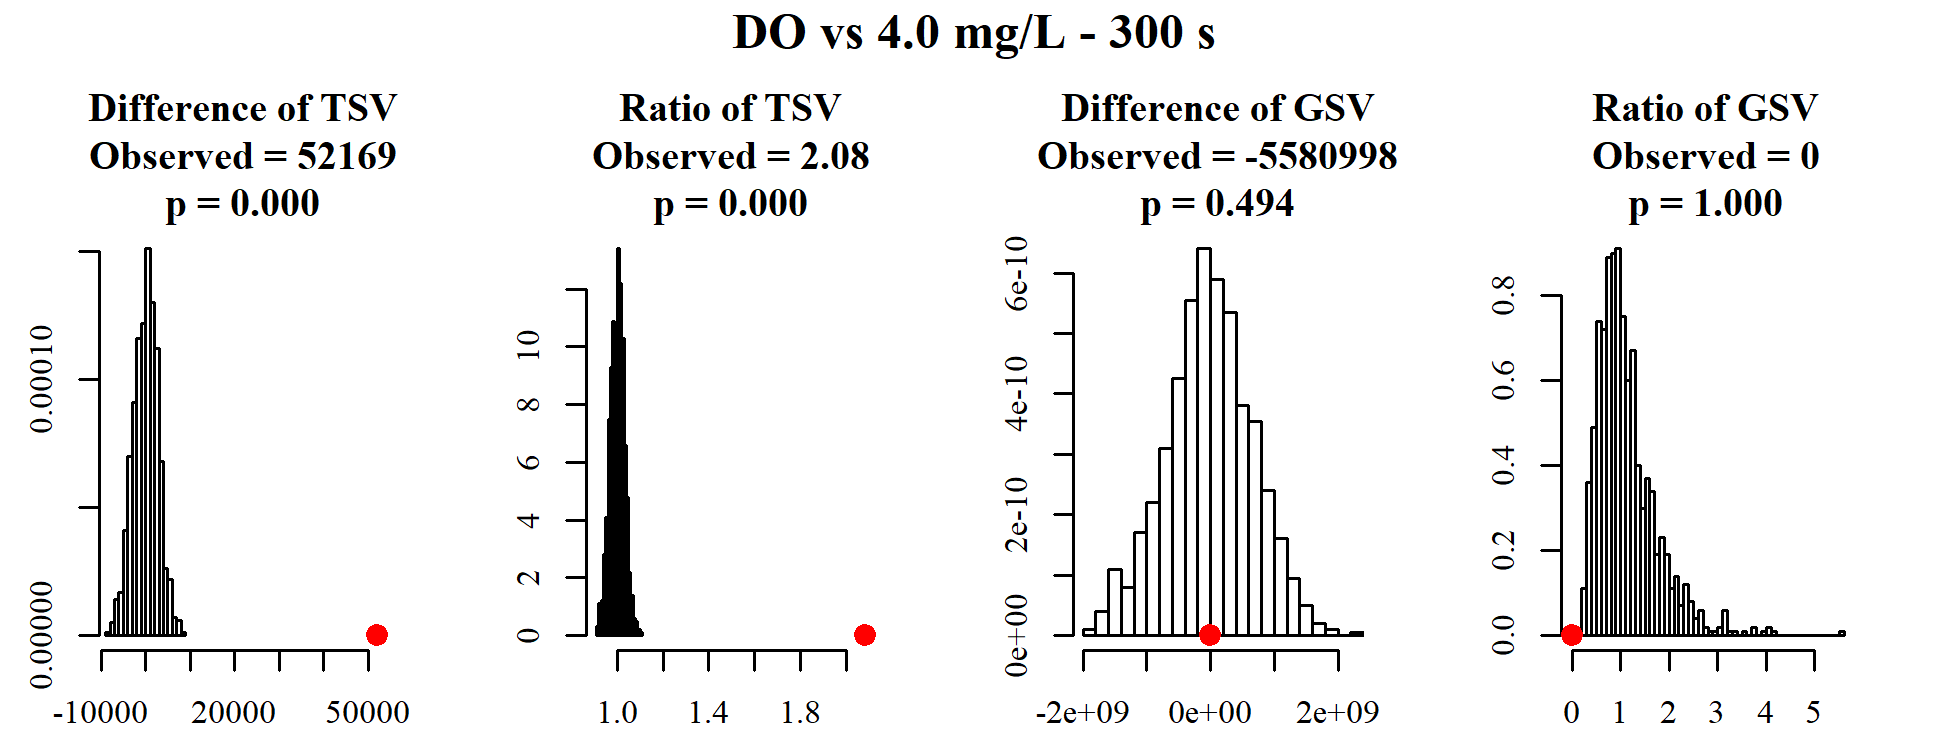 DO vs 4.0 mg/L - 300 s
Difference of TSV
Observed = 52169
p = 0.000
0.00000
0.00010
-10000
20000
50000
Ratio of TSV
Observed = 2.08
p = 0.000
0
2
4
6
8
10
1.0
1.4
1.8
Difference of GSV
Observed = -5580998
p = 0.494
0e+00
2e-10
4e-10
6e-10
-2e+09
0e+00
2e+09
Ratio of GSV
Observed = 0
p = 1.000
0.0
0.2
0.4
0.6
0.8
0
1
2
3
4
5